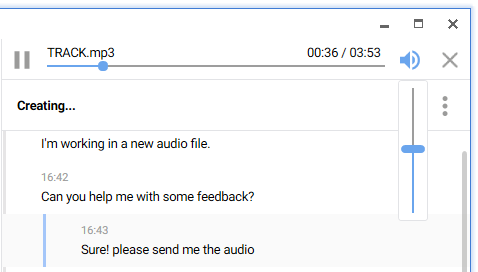 TRACK.mp3 00:36 / 03:53
Creating...
I'm working in a new audio file.
16:42
Can you help me with some feedback?
16:43
Sure! please send me the audio